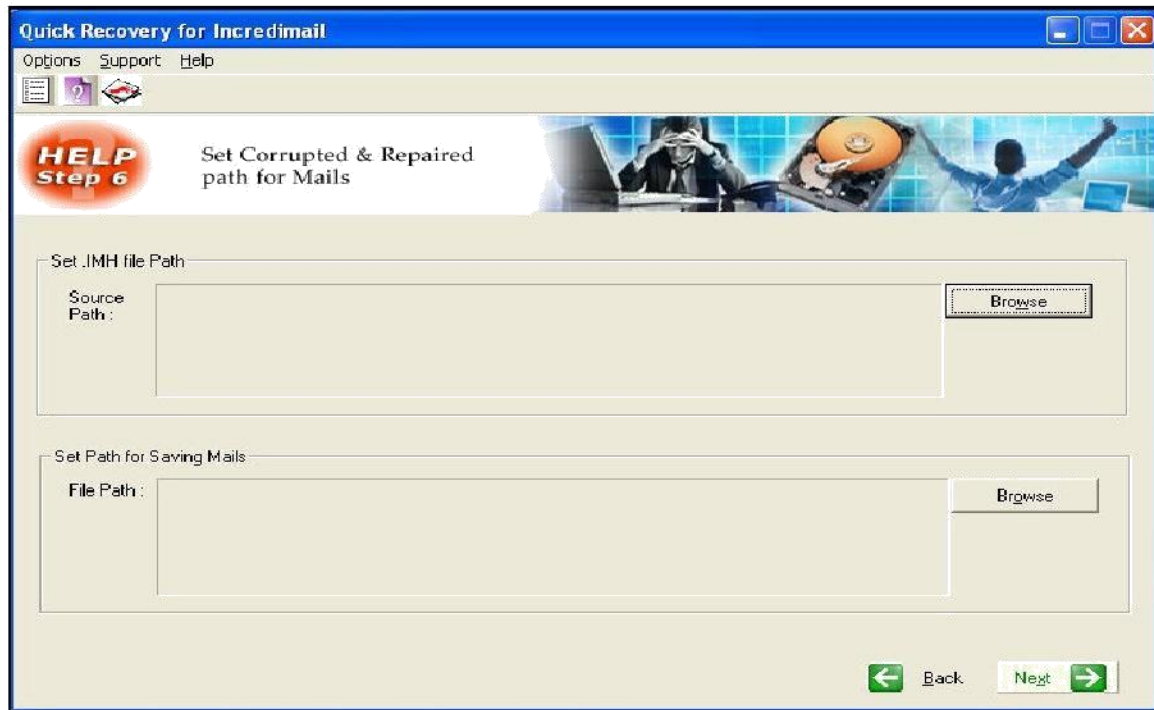 Quick Recovery for Incredimail
Options Support Help
HELP
Step 6
Set Corrupted & Repaired
path for Mails
Set .IMH file Path
Source
Path :
Browse
Set Path for Saving Mails
File Path :
Browse
Back
Next